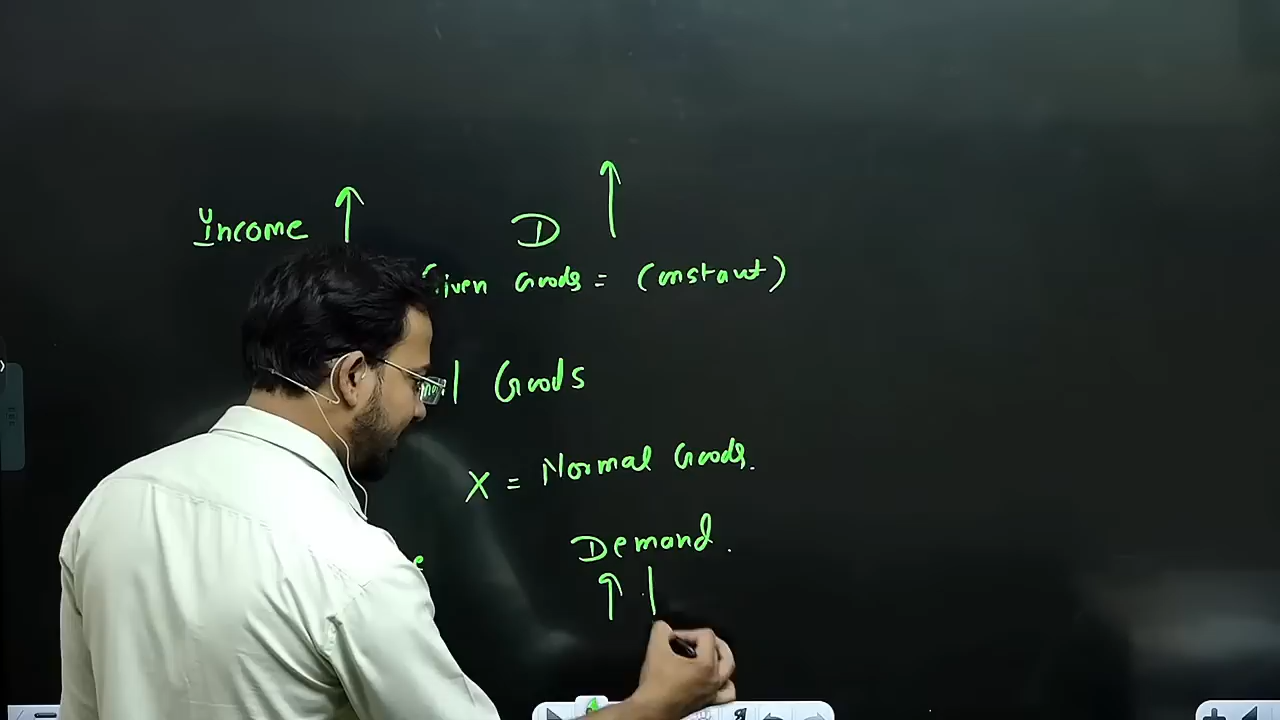 Income ↑ D ↑
Given Goods = (onstant)
Goods
X = Normal Goods.
Demand.
↑ |